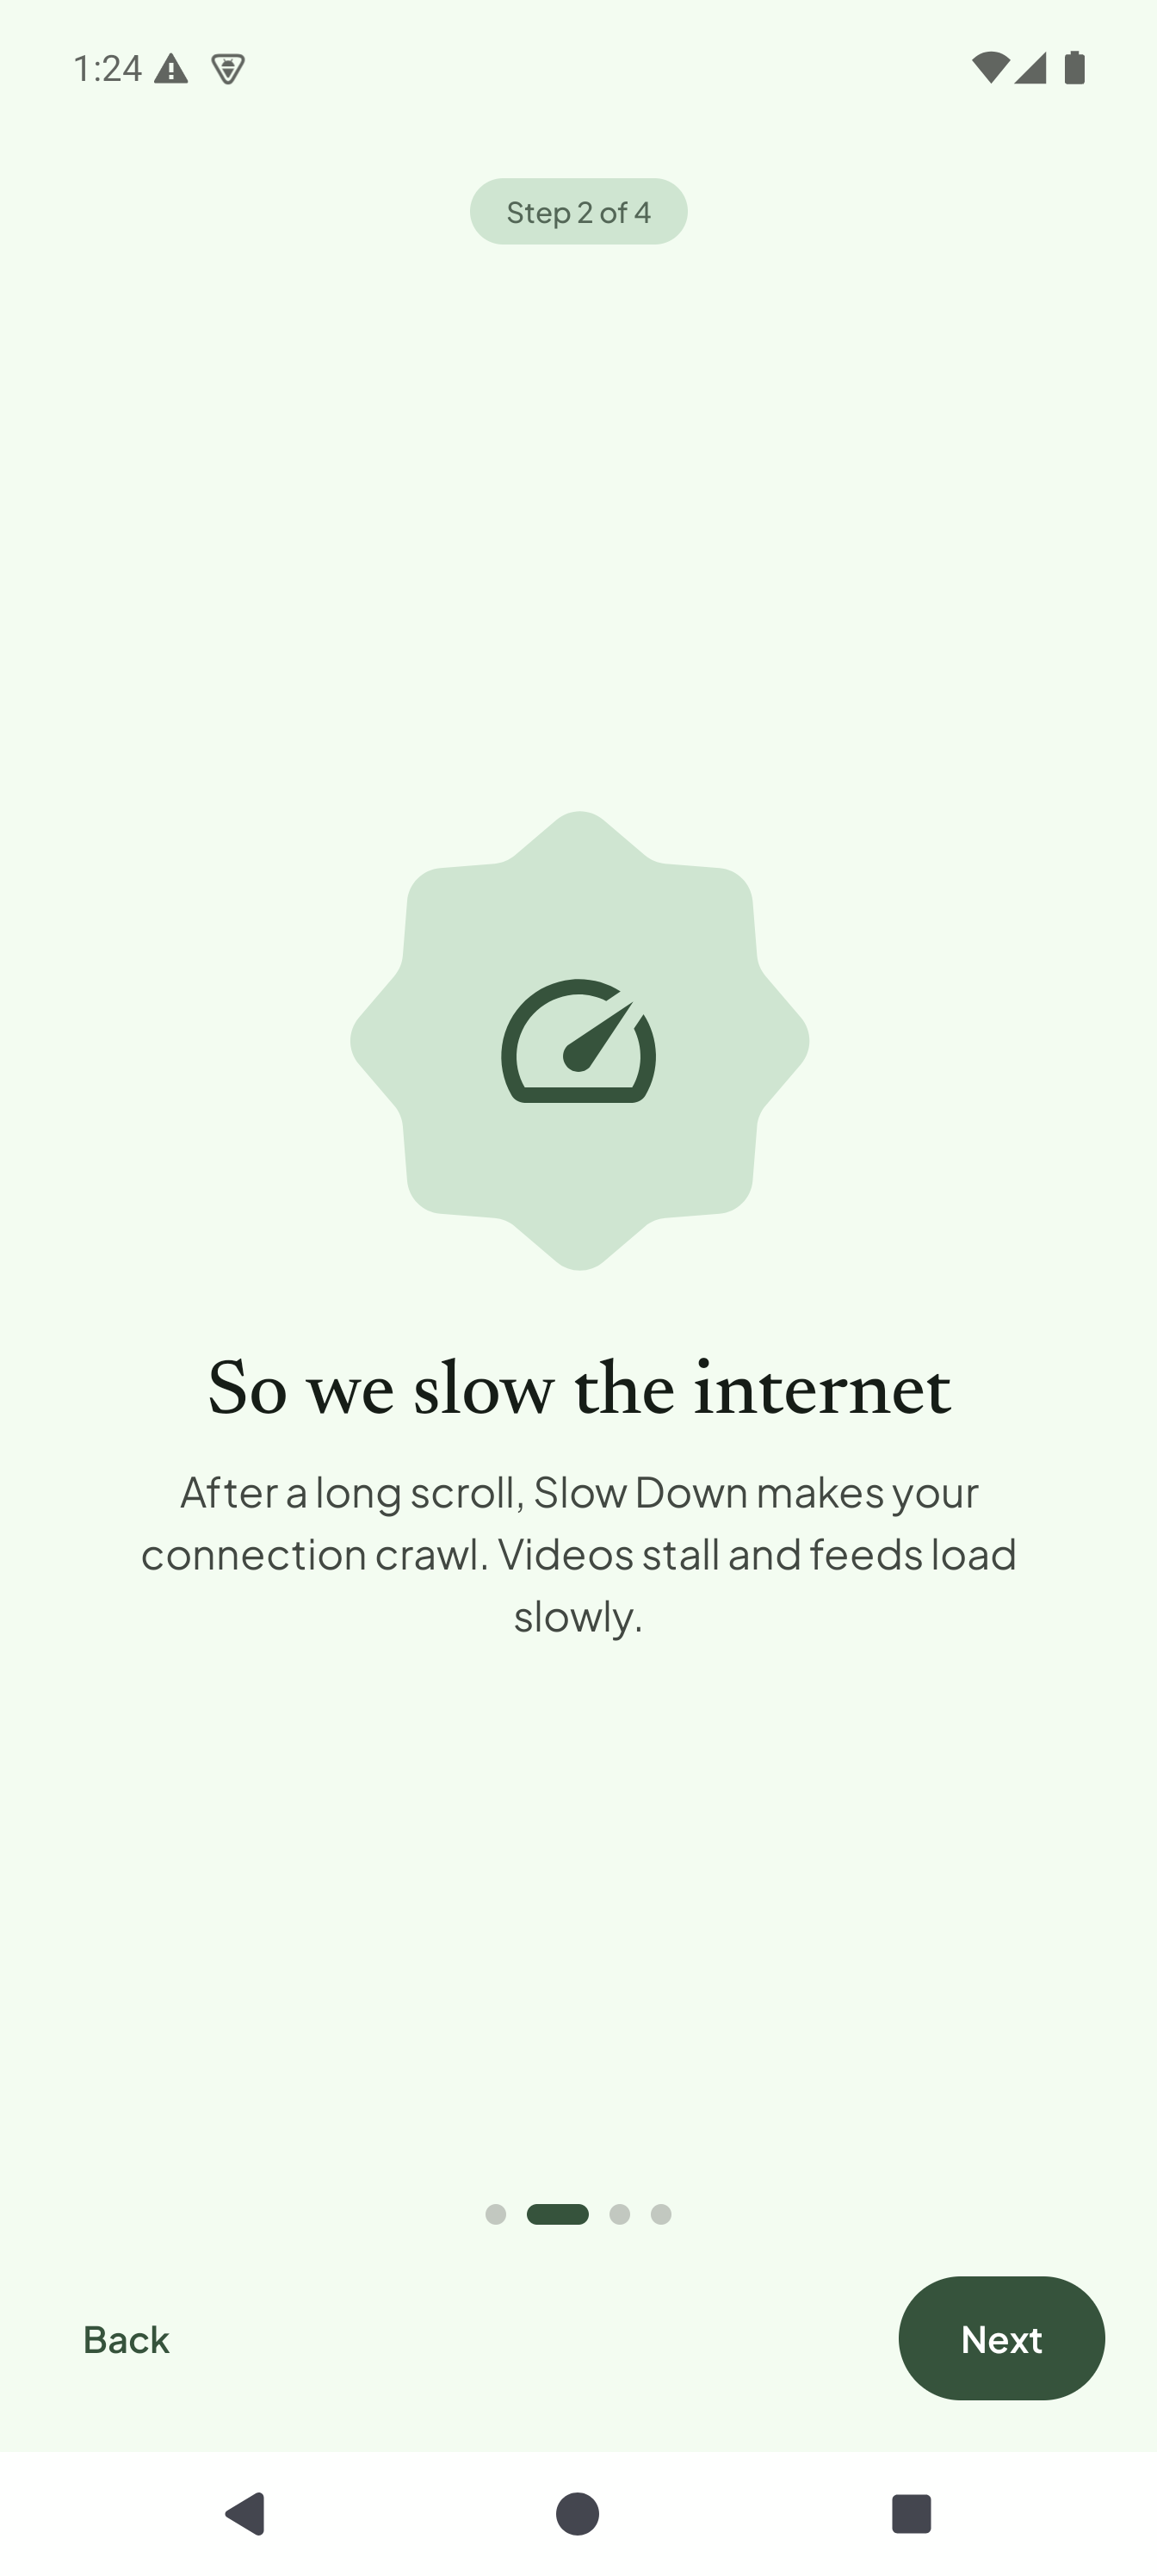 1:24
Step 2 of 4
So we slow the internet
After a long scroll, Slow Down makes your
connection crawl. Videos stall and feeds load
slowly.
Back
Next